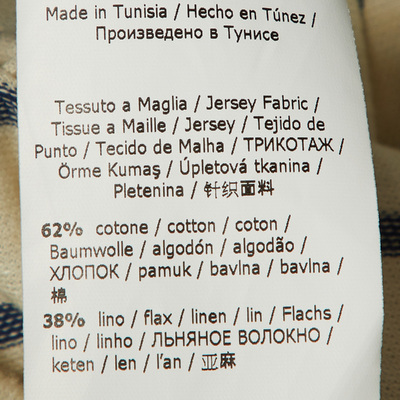 Made in Tunisia / Hecho en Túnez /
Произведено в Тунисе
Tessuto a Maglia / Jersey Fabric /
Tissue a Maille / Jersey / Tejido de
Punto / Tecido de Malha / ТРИКОТАЖ /
Örme Kumaş / Úpletová tkanina /
Pletenina / 针织面料
62% cotone / cotton / coton /
Baumwolle / algodón / algodão /
ХЛОПОК / pamuk / bavlna / bavlna /
棉
38% lino / flax / linen / lin / Flachs /
lino / linho / ЛЬНЯНОЕ ВОЛОКНО /
keten / len / l'an / 亚麻